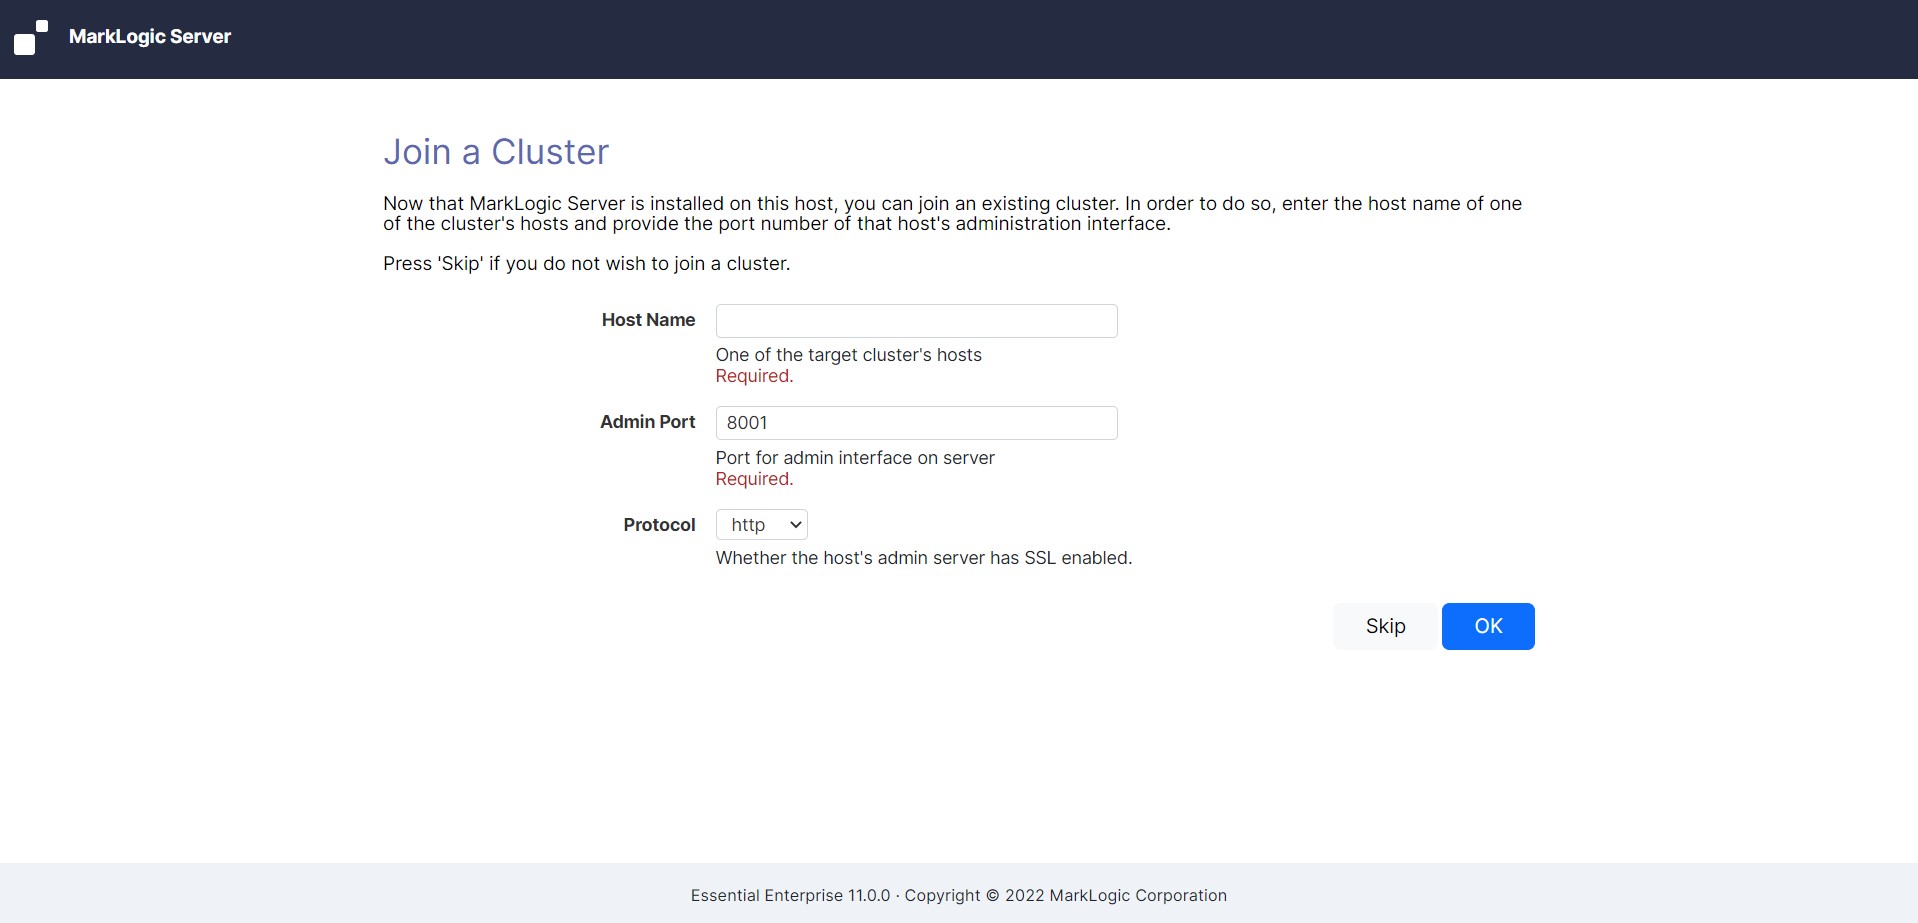 MarkLogic Server
Join a Cluster
Now that MarkLogic Server is installed on this host, you can join an existing cluster. In order to do so, enter the host name of one
of the cluster's hosts and provide the port number of that host's administration interface.
Press 'Skip' if you do not wish to join a cluster.
Host Name
One of the target cluster's hosts
Required.
Admin Port 8001
Port for admin interface on server
Required.
Protocol http
Whether the host's admin server has SSL enabled.
Skip OK
Essential Enterprise 11.0.0 · Copyright © 2022 MarkLogic Corporation